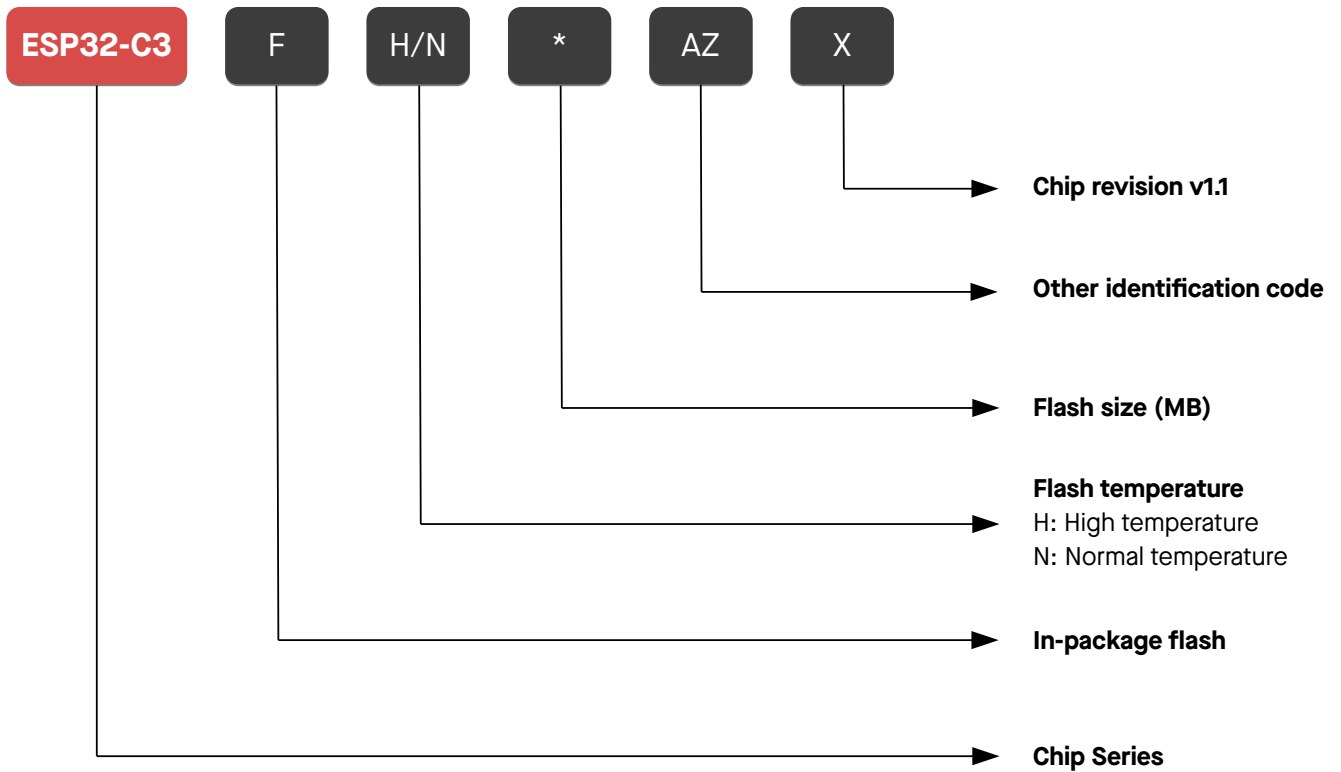 ESP32-C3 F H/N * AZ X
Chip revision v1.1
Other identification code
Flash size (MB)
Flash temperature
H: High temperature
N: Normal temperature
In-package flash
Chip Series